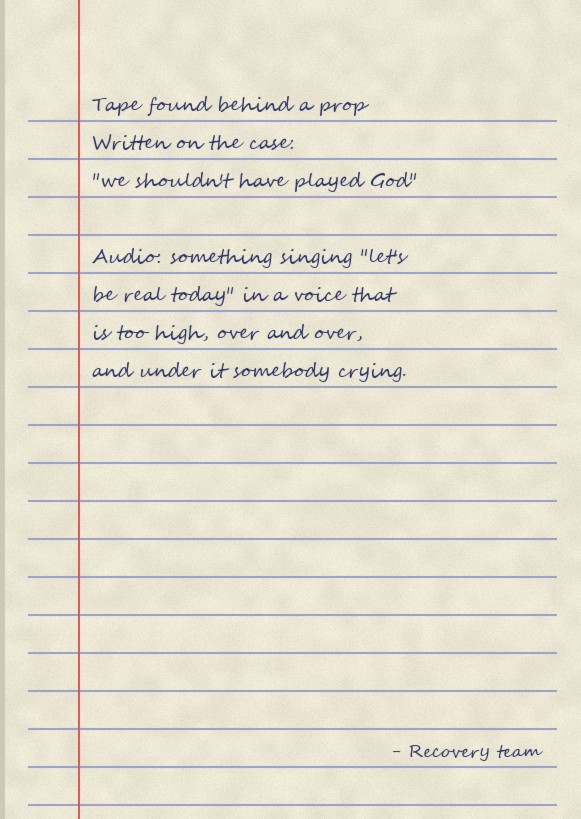 Tape found behind a prop
Written on the case:
"we shouldn't have played God"
Audio: something singing "let's
be real today" in a voice that
is too high, over and over,
and under it somebody crying.
- Recovery team